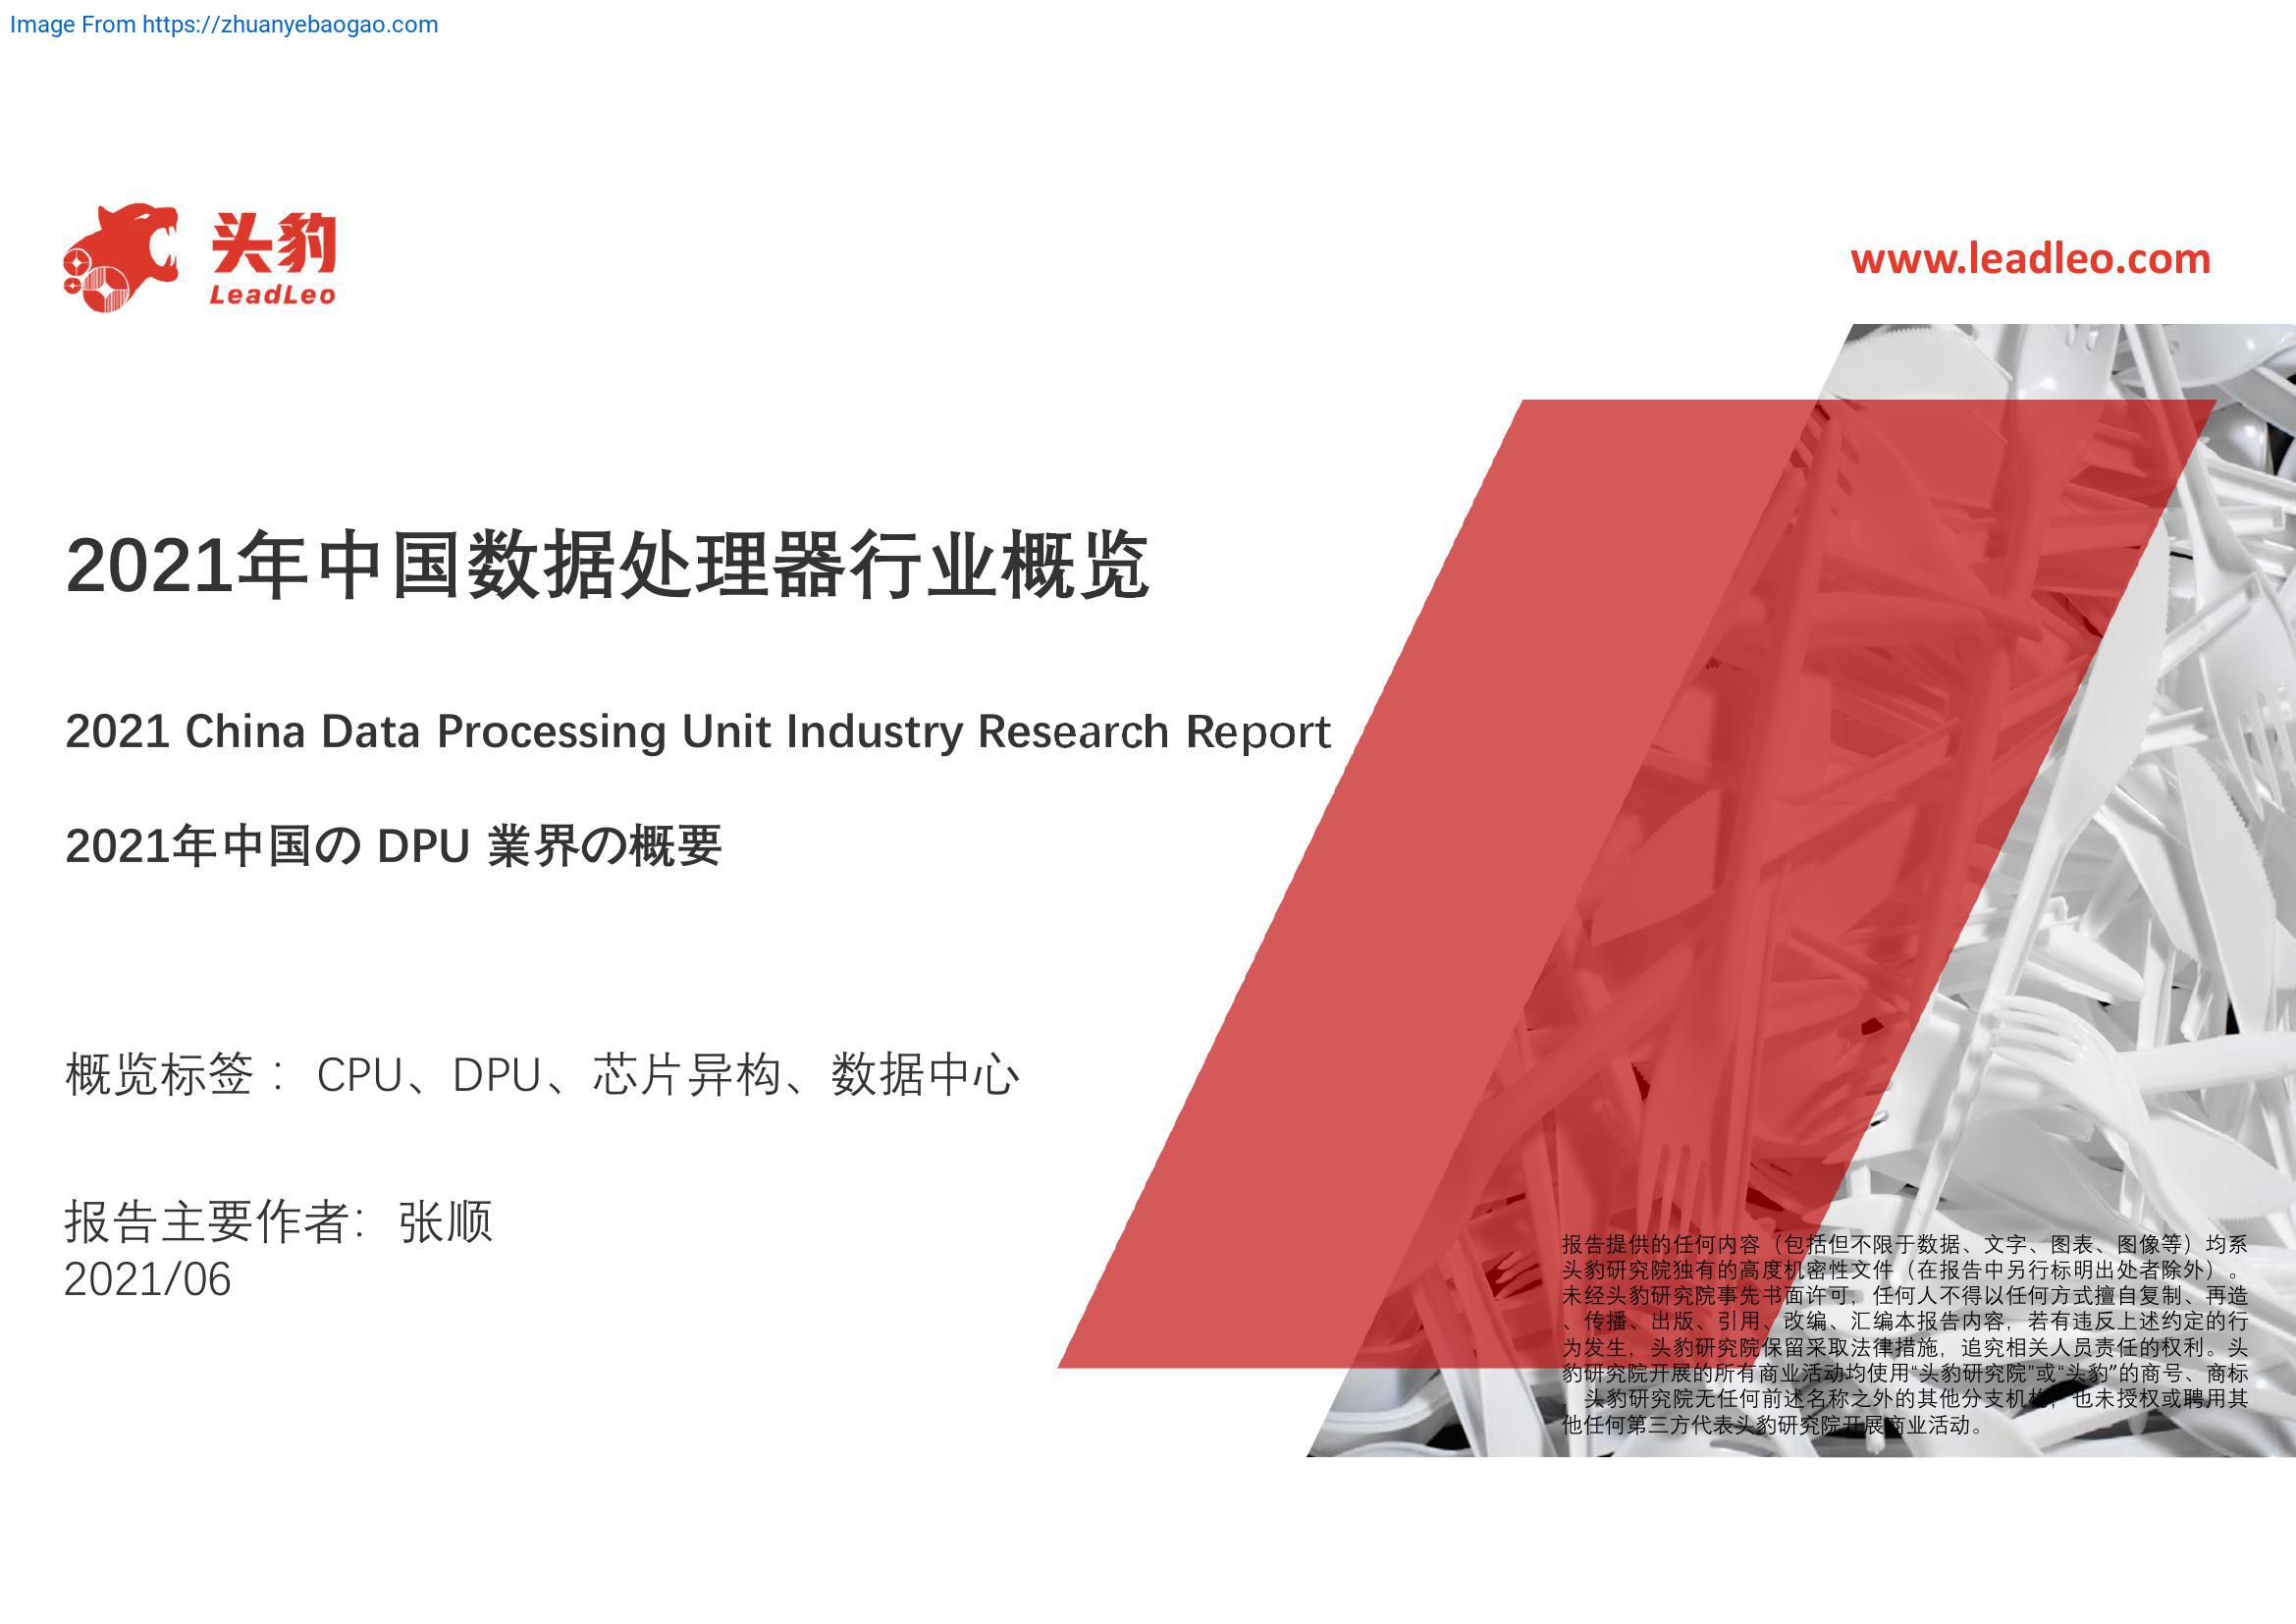 Image From https://zhuanyebaogao.com
头豹
LeadLeo
www.leadleo.com
2021年中国数据处理器行业概览
2021 China Data Processing Unit Industry Research Report
2021年中国の DPU 業界の概要
概览标签： CPU、DPU、芯片异构、数据中心
报告主要作者：张顺
2021/06
报告提供的任何内容（包括但不限于数据、文字、图表、图像等）均系
头豹研究院独有的高度机密性文件（在报告中另行标明出处者除外）。
未经头豹研究院事先书面许可，任何人不得以任何方式擅自复制、再造
、传播、出版、引用、改编、汇编本报告内容，若有违反上述约定的行
为发生，头豹研究院保留采取法律措施，追究相关人员责任的权利。头
豹研究院开展的所有商业活动均使用“头豹研究院”或“头豹”的商号、商标
，头豹研究院无任何前述名称之外的其他分支机构，也未授权或聘用其
他任何第三方代表头豹研究院开展商业活动。